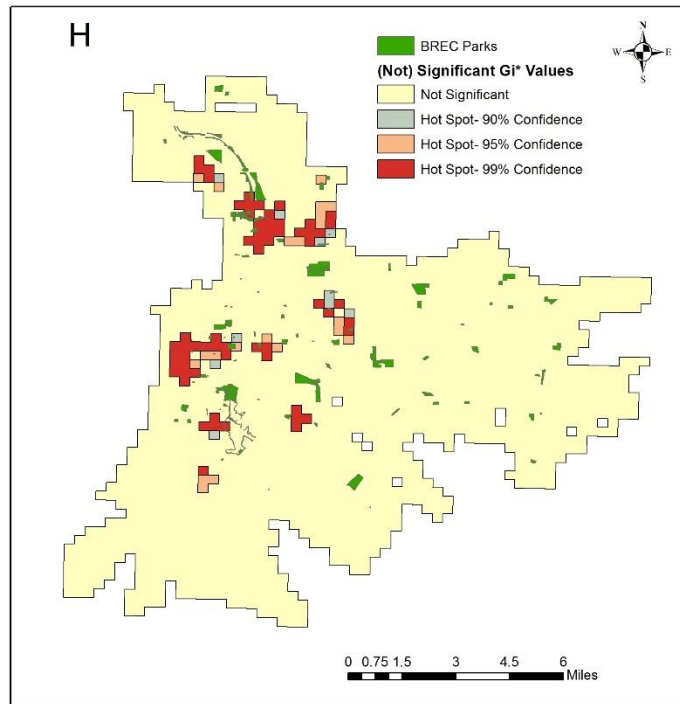 H
BREC Parks
(Not) Significant Gi* Values
Not Significant
Hot Spot- 90% Confidence
Hot Spot- 95% Confidence
Hot Spot- 99% Confidence
N
W E
S
0 0.75 1.5 3 4.5 6
Miles